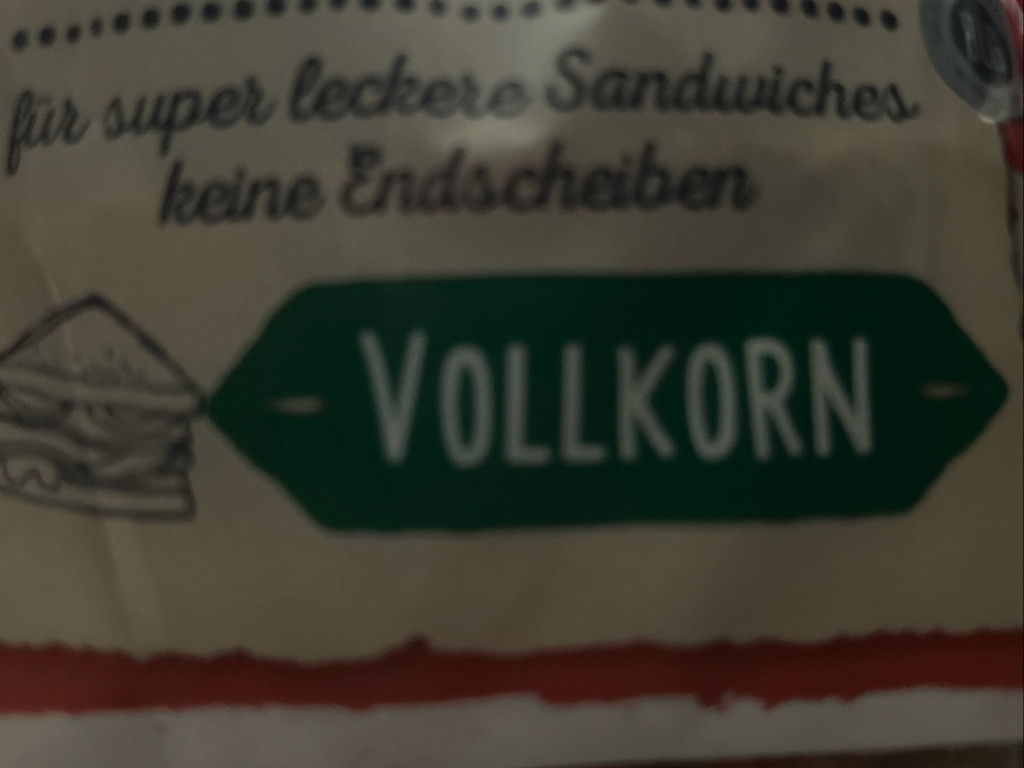 für super leckere Sandwiches
keine Endscheiben
VOLLKORN